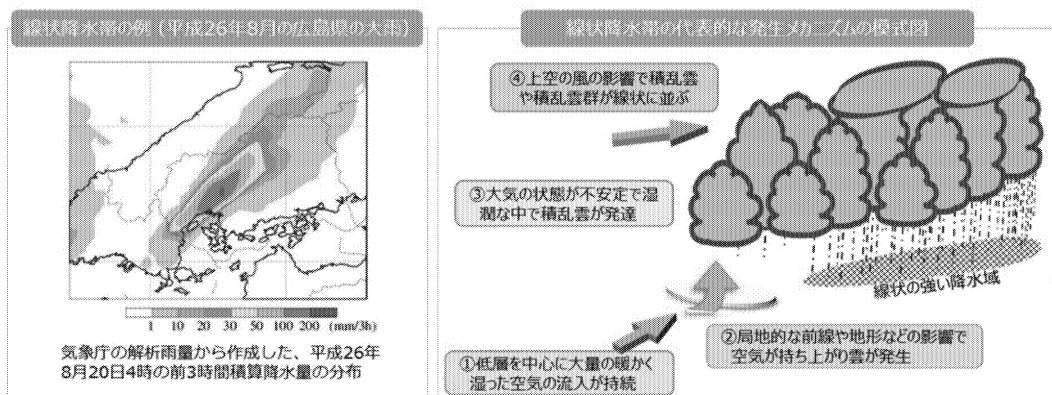 線状降水帯の例（平成26年8月の広島県の大雨）
1 10 20 30 50 100 200 (mm/3h)
気象庁の解析雨量から作成した、平成26年
8月20日4時の前3時間積算降水量の分布
線状降水帯の代表的な発生メカニズムの模式図
④上空の風の影響で積乱雲
や積乱雲群が線状に並ぶ
③大気の状態が不安定で湿
潤な中で積乱雲が発達
線状の強い降水域
②局地的な前線や地形などの影響で
空気が持ち上がり雲が発生
①低層を中心に大量の暖かく
湿った空気の流入が持続